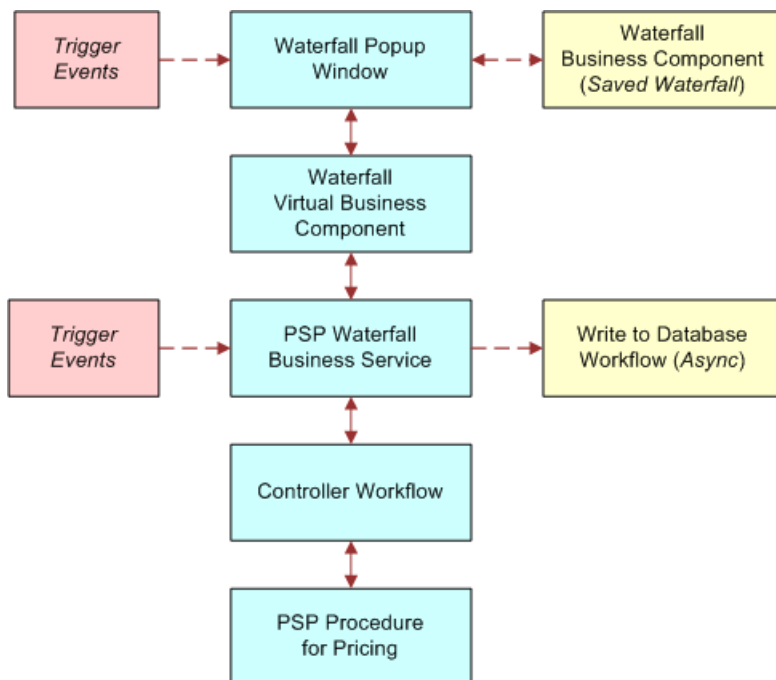 Trigger
Events
Waterfall Popup
Window
Waterfall
Business Component
(Saved Waterfall)
Waterfall
Virtual Business
Component
Trigger
Events
PSP Waterfall
Business Service
Write to Database
Workflow (Async)
Controller Workflow
PSP Procedure
for Pricing